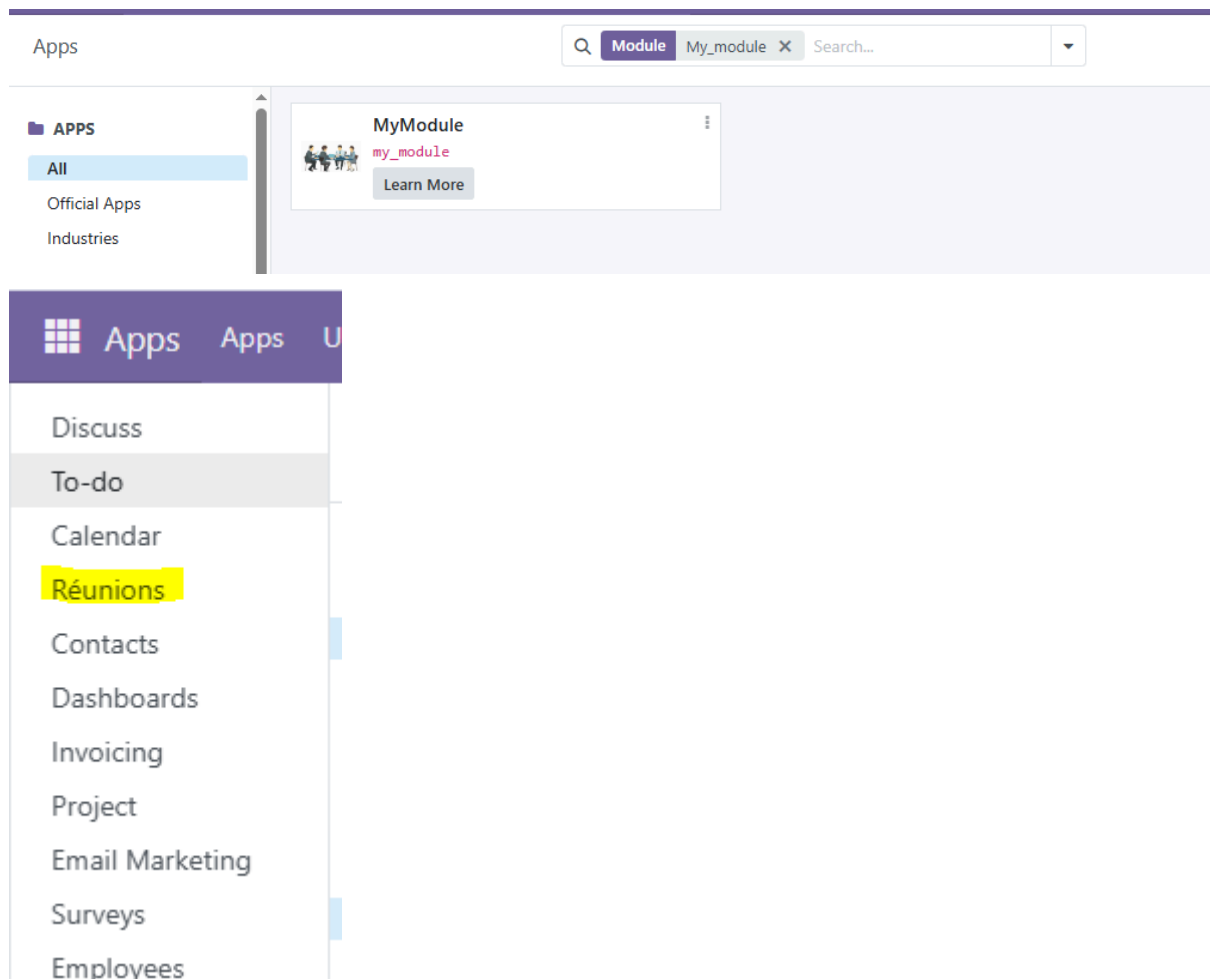 Apps
Module My_module Search...
APPS
All
Official Apps
Industries
MyModule
my_module
Learn More
Apps Apps U
Discuss
To-do
Calendar
Réunions
Contacts
Dashboards
Invoicing
Project
Email Marketing
Surveys
Employees